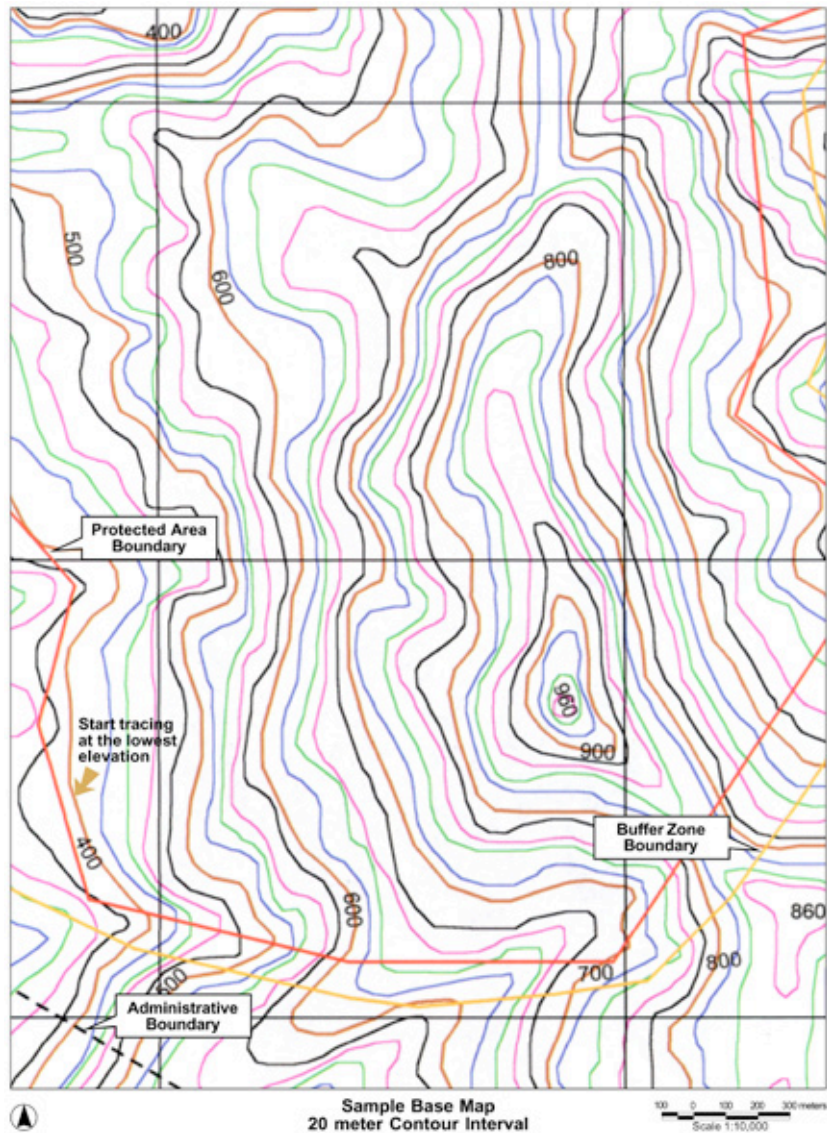 400
500
600
800
Protected Area
Boundary
960
Start tracing
at the lowest
elevation
900
Buffer Zone
Boundary
400
600
860
700
800
500
Administrative
Boundary
Sample Base Map
20 meter Contour Interval
100 0 100 200 300 meters
Scale 1:10,000